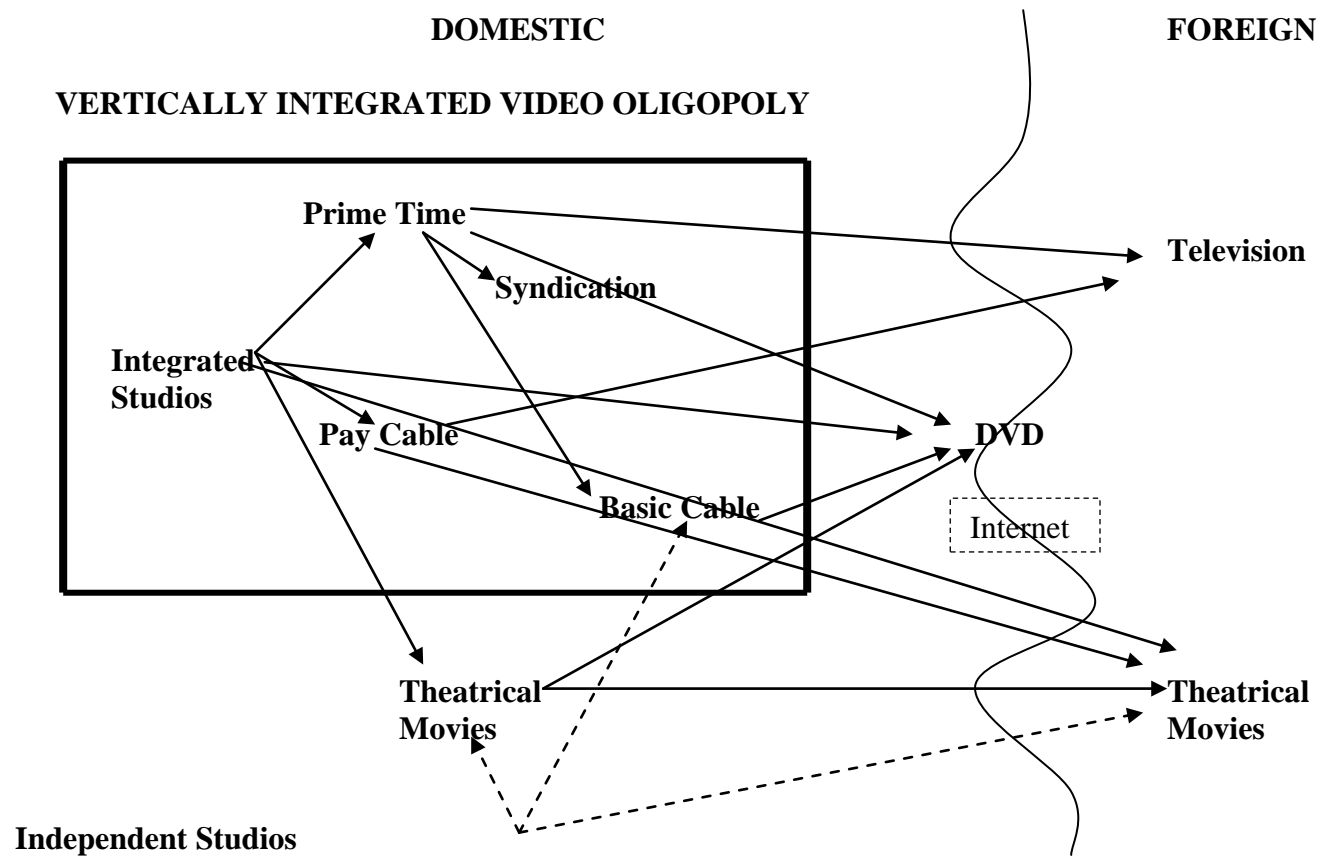 DOMESTIC
FOREIGN
VERTICALLY INTEGRATED VIDEO OLIGOPOLY
Prime Time
Television
Syndication
Integrated
Studios
Pay Cable
DVD
Basic Cable
Internet
Theatrical
Movies
Theatrical
Movies
Independent Studios